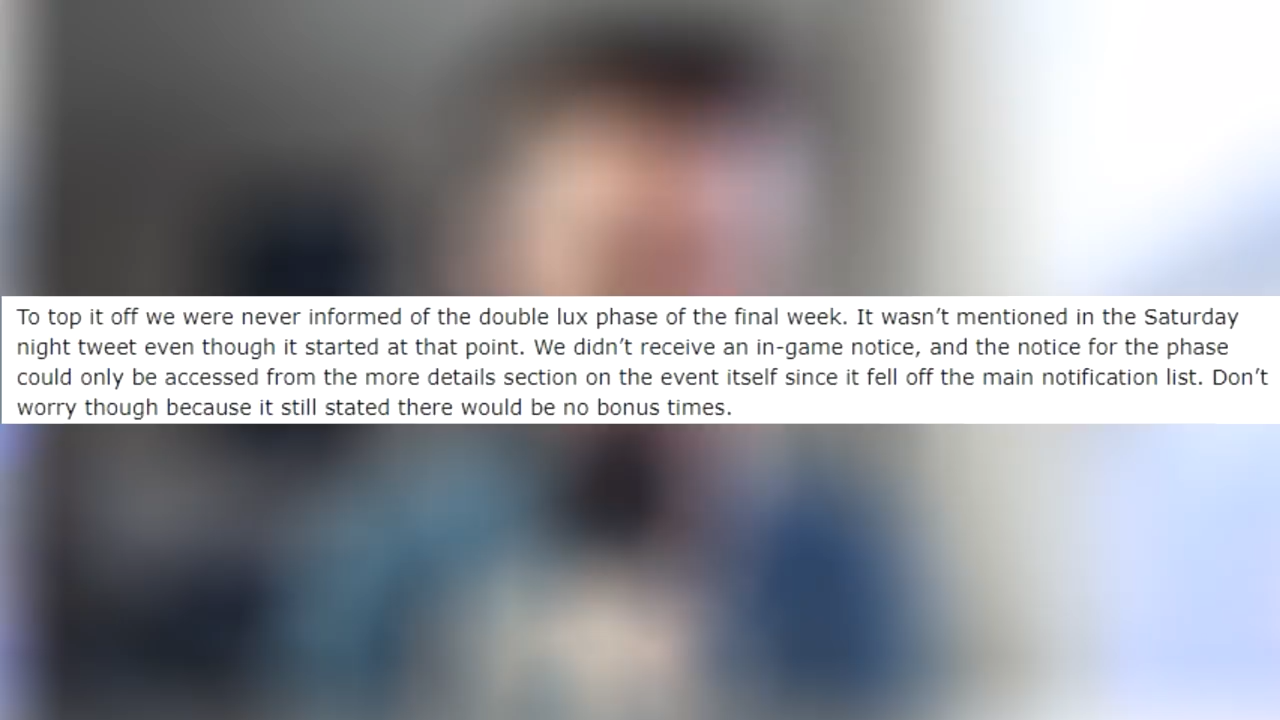 To top it off we were never informed of the double lux phase of the final week. It wasn’t mentioned in the Saturday
night tweet even though it started at that point. We didn’t receive an in-game notice, and the notice for the phase
could only be accessed from the more details section on the event itself since it fell off the main notification list. Don’t
worry though because it still stated there would be no bonus times.